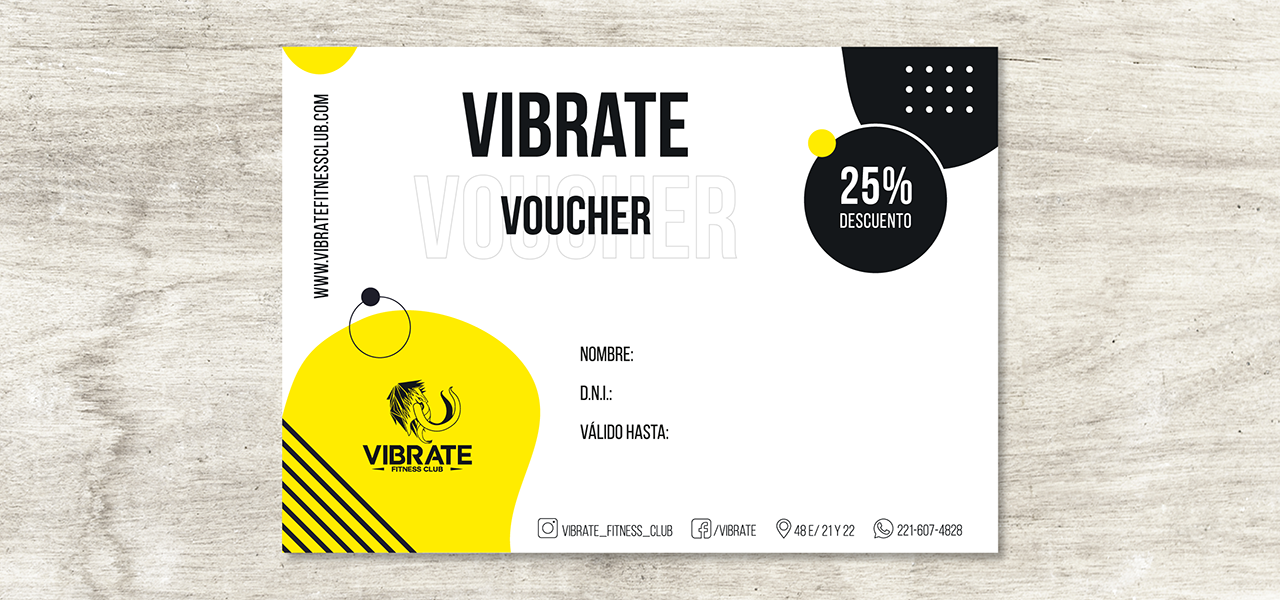 WWW.VIBRATEFITNESSCLUB.COM
VIBRATE
VOUCHER
VOUCHER
25%
DESCUENTO
NOMBRE:
D.N.I.:
VÁLIDO HASTA:
VIBRATE
FITNESS CLUB
VIBRATE_FITNESS_CLUB
/VIBRATE
48 E/ 21 Y 22
221-607-4828